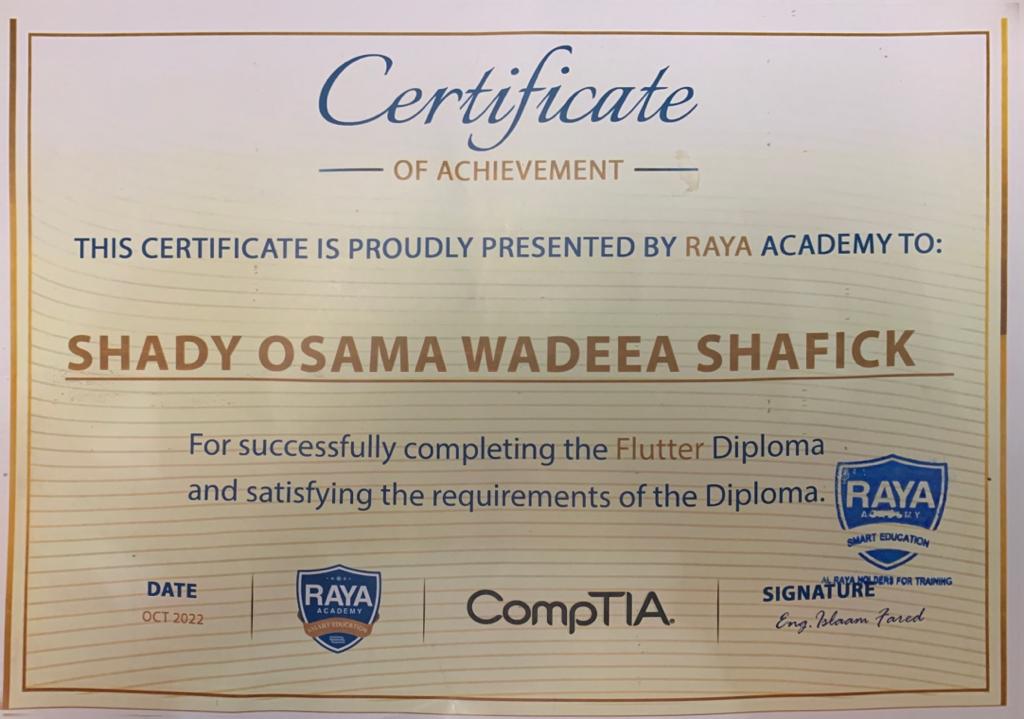 Certificate
OF ACHIEVEMENT
THIS CERTIFICATE IS PROUDLY PRESENTED BY RAYA ACADEMY TO:
SHADY OSAMA WADEEA SHAFICK
For successfully completing the Flutter Diploma
and satisfying the requirements of the Diploma.
RAYA
ACADEMY
SMART EDUCATION
AL RAYA HOLDERS FOR TRAINING
DATE
OCT 2022
RAYA
ACADEMY
SMART EDUCATION
CompTIA.
SIGNATURE
Eng. Islaam Fared